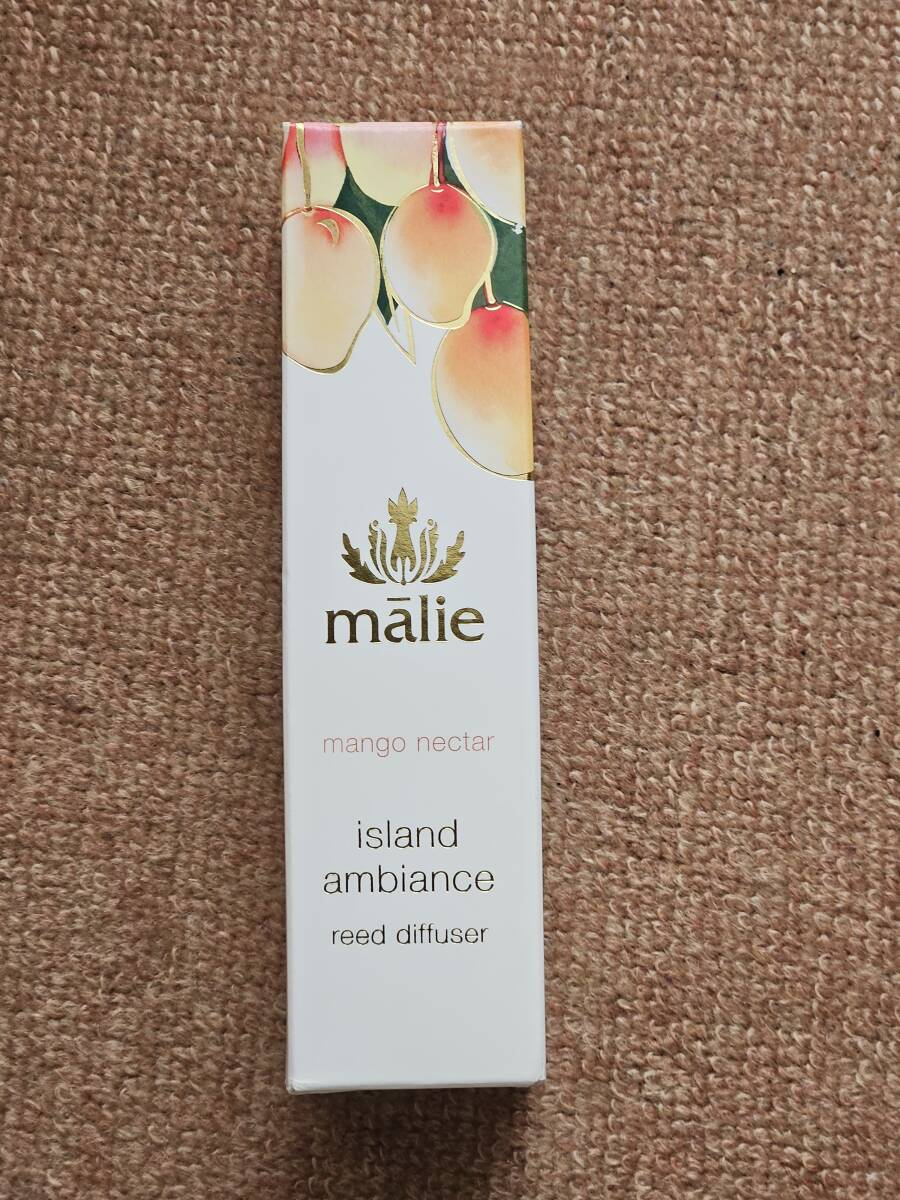 mālie
mango nectar
island
ambiance
reed diffuser